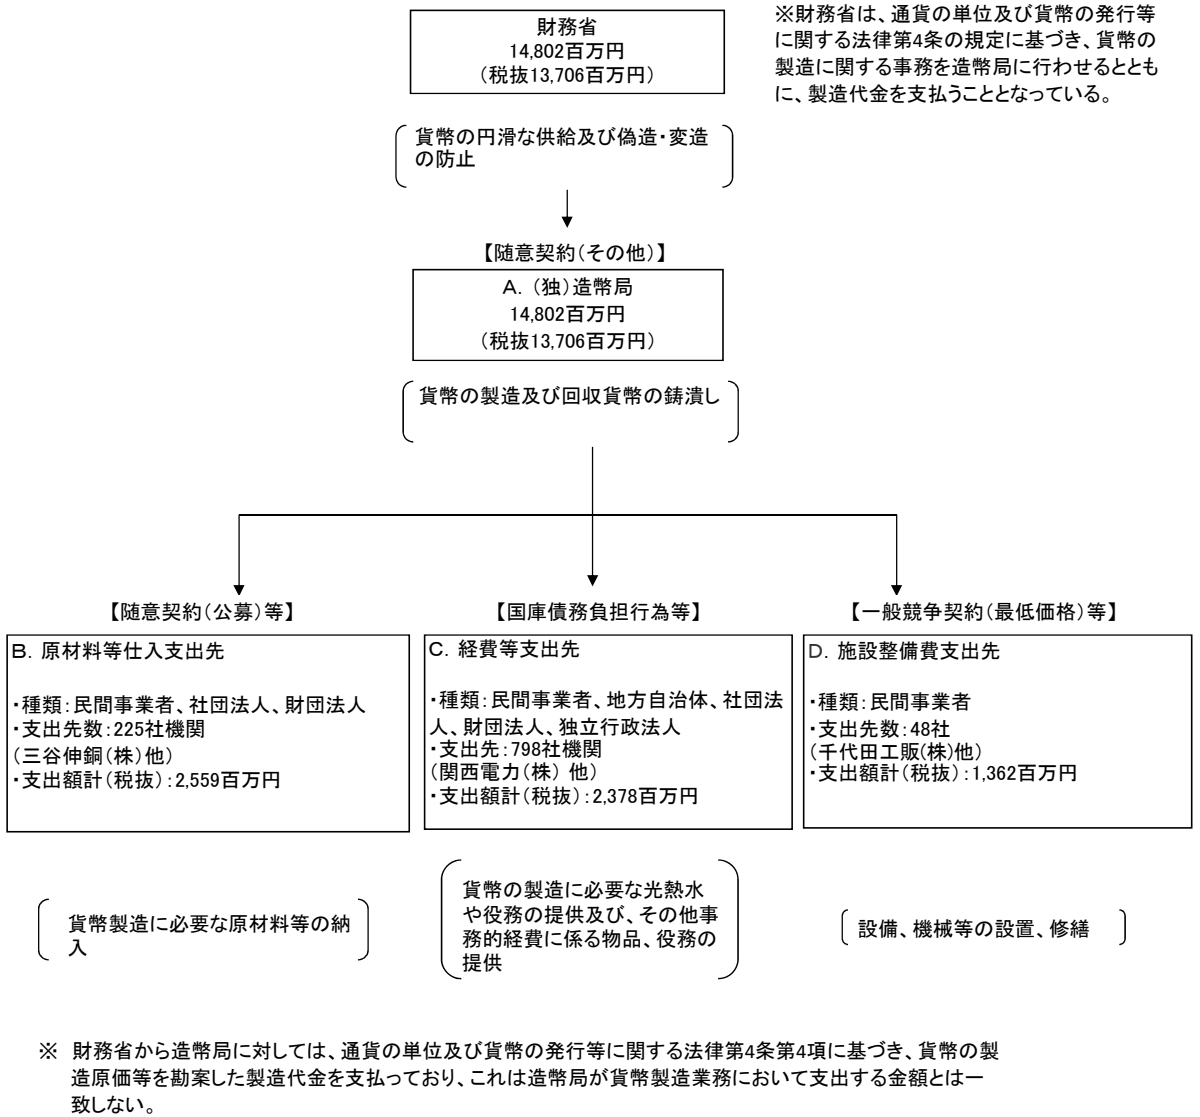 財務省
14,802百万円
（税抜13,706百万円）
※財務省は、通貨の単位及び貨幣の発行等
に関する法律第4条の規定に基づき、貨幣の
製造に関する事務を造幣局に行わせるととも
に、製造代金を支払うこととなっている。
貨幣の円滑な供給及び偽造・変造
の防止
【随意契約（その他）】
A．（独）造幣局
14,802百万円
（税抜13,706百万円）
貨幣の製造及び回収貨幣の鋳潰し
【随意契約（公募）等】
B．原材料等仕入支出先
・種類：民間事業者、社団法人、財団法人
・支出先数：225社機関
（三谷伸銅（株）他）
・支出額計（税抜）：2,559百万円
貨幣製造に必要な原材料等の納
入
【国庫債務負担行為等】
C．経費等支出先
・種類：民間事業者、地方自治体、社団法
人、財団法人、独立行政法人
・支出先：798社機関
（関西電力（株） 他）
・支出額計（税抜）：2,378百万円
貨幣の製造に必要な光熱水
や役務の提供及び、その他事
務的経費に係る物品、役務の
提供
【一般競争契約（最低価格）等】
D．施設整備費支出先
・種類：民間事業者
・支出先数：48社
（千代田工販（株）他）
・支出額計（税抜）：1,362百万円
設備、機械等の設置、修繕
※ 財務省から造幣局に対しては、通貨の単位及び貨幣の発行等に関する法律第4条第4項に基づき、貨幣の製
造原価等を勘案した製造代金を支払っており、これは造幣局が貨幣製造業務において支出する金額とは一
致しない。